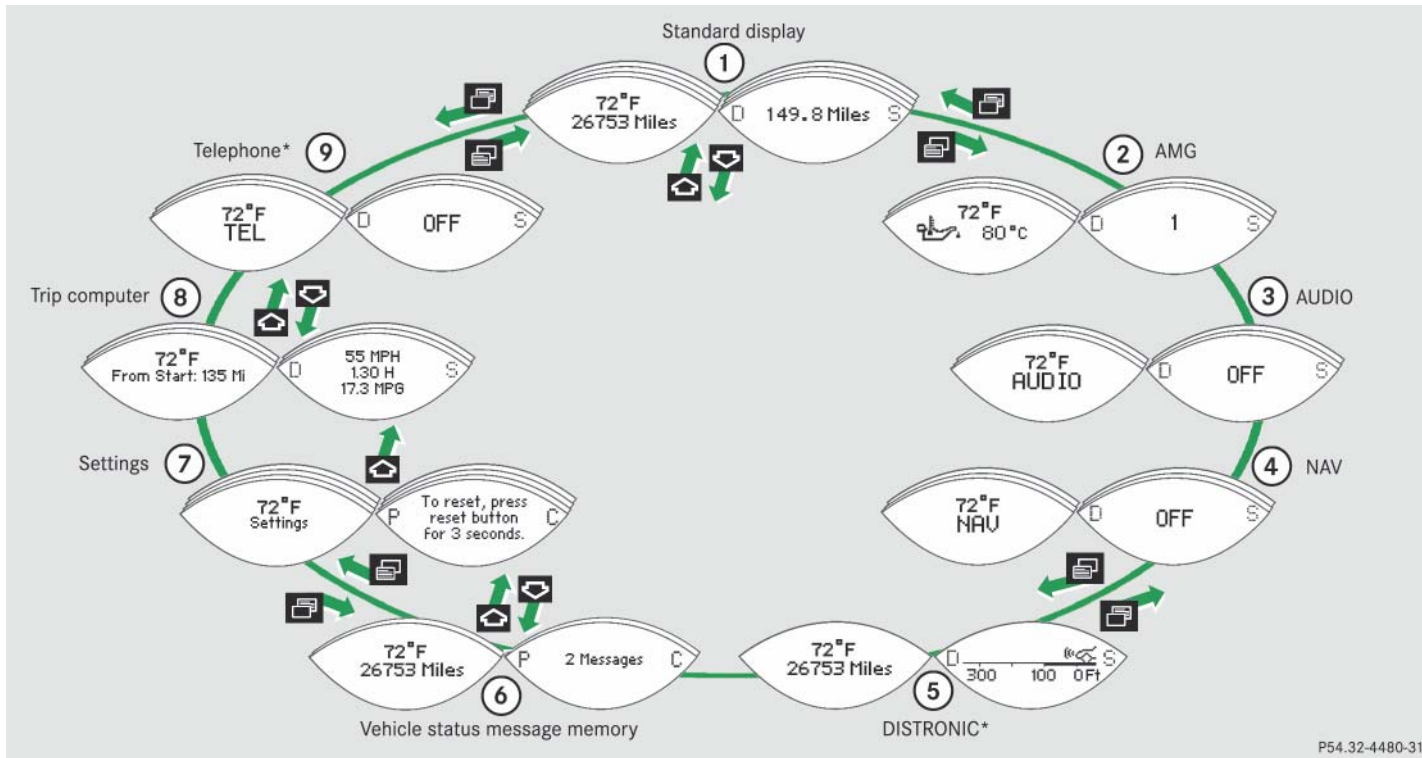 Standard display
1
72°F
26753 Miles
D 149.8 Miles S
2 AMG
72°F
80°C
D 1 S
3 AUDIO
72°F
AUDIO
D OFF S
4 NAV
72°F
NAV
D OFF S
5
DISTRONIC*
72°F
26753 Miles
D S
300 100 0 Ft
6
Vehicle status message memory
72°F
26753 Miles
P 2 Messages C
Settings 7
72°F
Settings
P C
To reset, press
reset button
for 3 seconds.
Trip computer 8
72°F
From Start: 135 Mi
D S
55 MPH
1.30 H
17.3 MPG
Telephone* 9
72°F
TEL
D OFF S
P54.32-4480-31